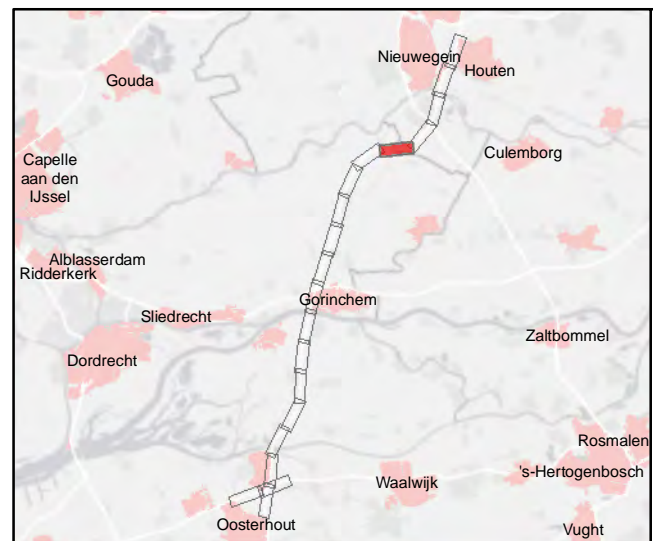 Nieuwegein
Houten
Gouda
Capelle
aan den
IJssel
Culemborg
Alblasserdam
Ridderkerk
Gorinchem
Sliedrecht
Zaltbommel
Dordrecht
Rosmalen
Waalwijk
's-Hertogenbosch
Oosterhout
Vught